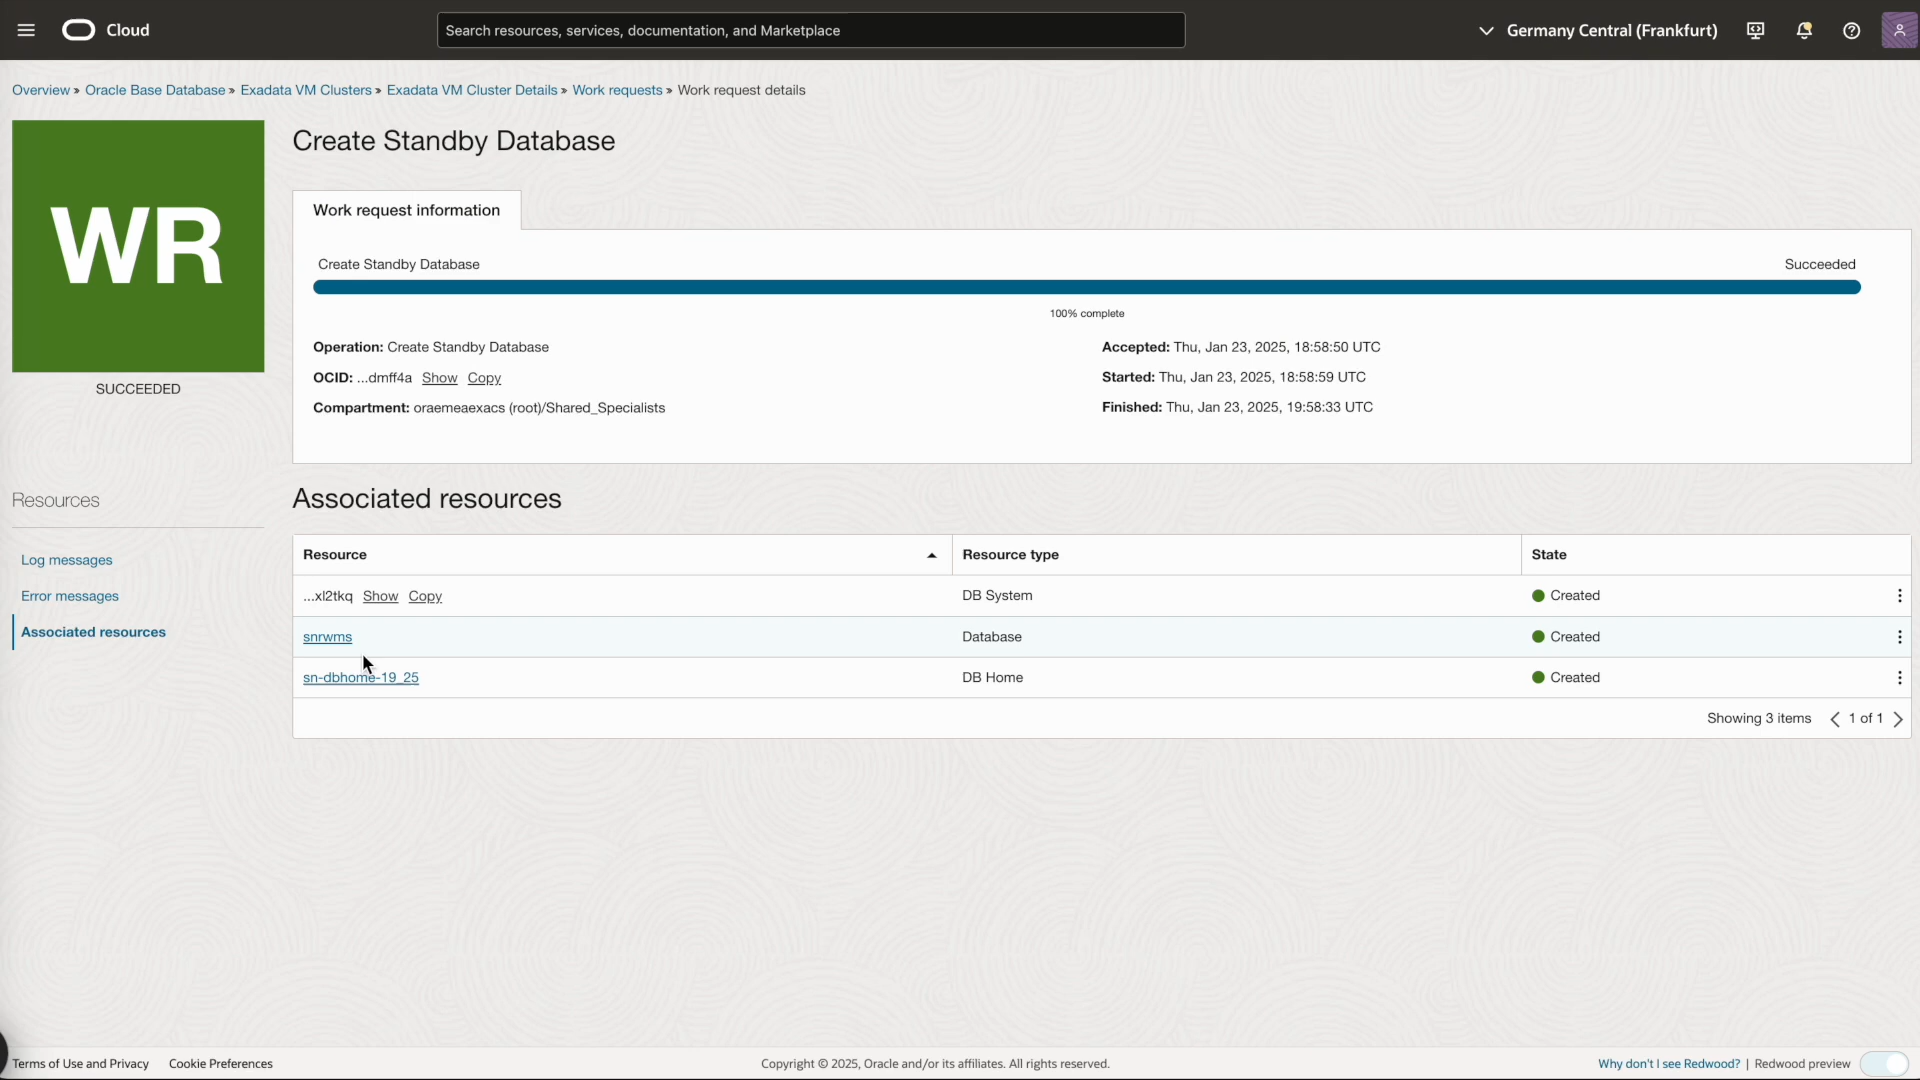 Cloud
Search resources, services, documentation, and Marketplace
Germany Central (Frankfurt)
Overview » Oracle Base Database » Exadata VM Clusters » Exadata VM Cluster Details » Work requests » Work request details
WR
SUCCEEDED
Create Standby Database
Work request information
Create Standby Database Succeeded
100% complete
Operation: Create Standby Database
OCID: ...dmff4a Show Copy
Compartment: oraemeaexacs (root)/Shared_Specialists
Accepted: Thu, Jan 23, 2025, 18:58:50 UTC
Started: Thu, Jan 23, 2025, 18:58:59 UTC
Finished: Thu, Jan 23, 2025, 19:58:33 UTC
Resources
Log messages
Error messages
Associated resources
Associated resources
Resource Resource type State
...xl2tkq Show Copy DB System Created
snrwms Database Created
sn-dbhome-19_25 DB Home Created
Showing 3 items 1 of 1
Terms of Use and Privacy Cookie Preferences Copyright © 2025, Oracle and/or its affiliates. All rights reserved. Why don't I see Redwood? | Redwood preview